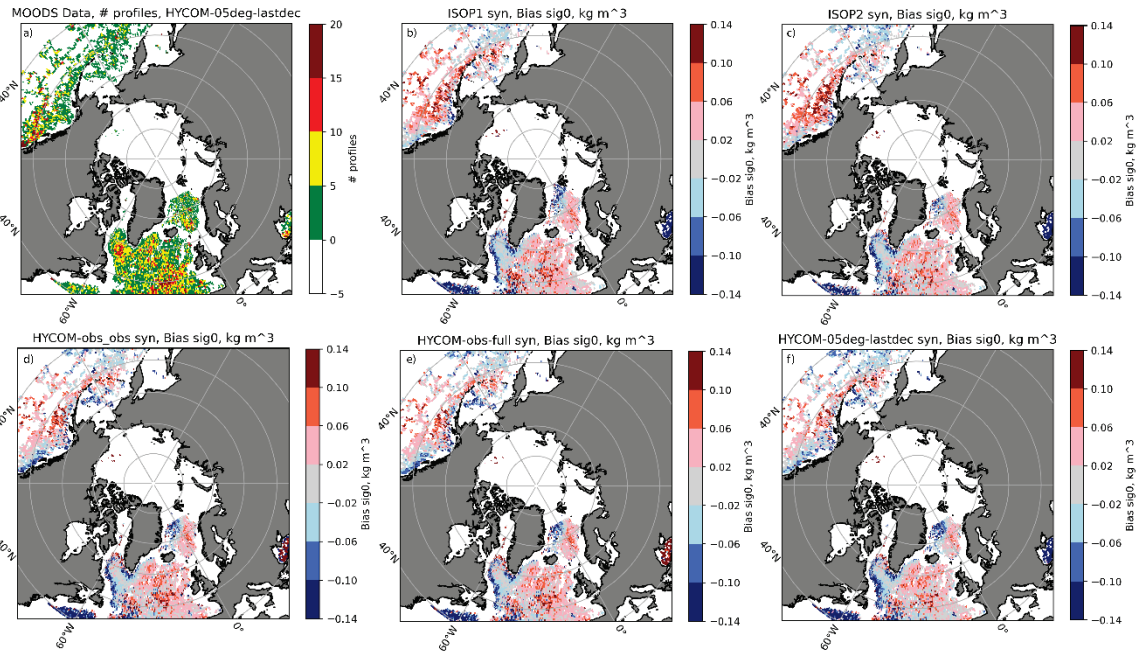 MOODS Data, # profiles, HYCOM-05deg-lastdec
a)
20
15
10
5
0
−5
# profiles
40°N
40°N
60°W
0°
ISOP1 syn, Bias sig0, kg m^3
b)
0.14
0.10
0.06
0.02
−0.02
−0.06
−0.10
−0.14
Bias sig0, kg m^3
40°N
40°N
60°W
0°
ISOP2 syn, Bias sig0, kg m^3
c)
0.14
0.10
0.06
0.02
−0.02
−0.06
−0.10
−0.14
Bias sig0, kg m^3
40°N
40°N
60°W
0°
HYCOM-obs_obs syn, Bias sig0, kg m^3
d)
0.14
0.10
0.06
0.02
−0.02
−0.06
−0.10
−0.14
Bias sig0, kg m^3
40°N
40°N
60°W
0°
HYCOM-obs-full syn, Bias sig0, kg m^3
e)
0.14
0.10
0.06
0.02
−0.02
−0.06
−0.10
−0.14
Bias sig0, kg m^3
40°N
40°N
60°W
0°
HYCOM-05deg-lastdec syn, Bias sig0, kg m^3
f)
0.14
0.10
0.06
0.02
−0.02
−0.06
−0.10
−0.14
Bias sig0, kg m^3
40°N
40°N
60°W
0°